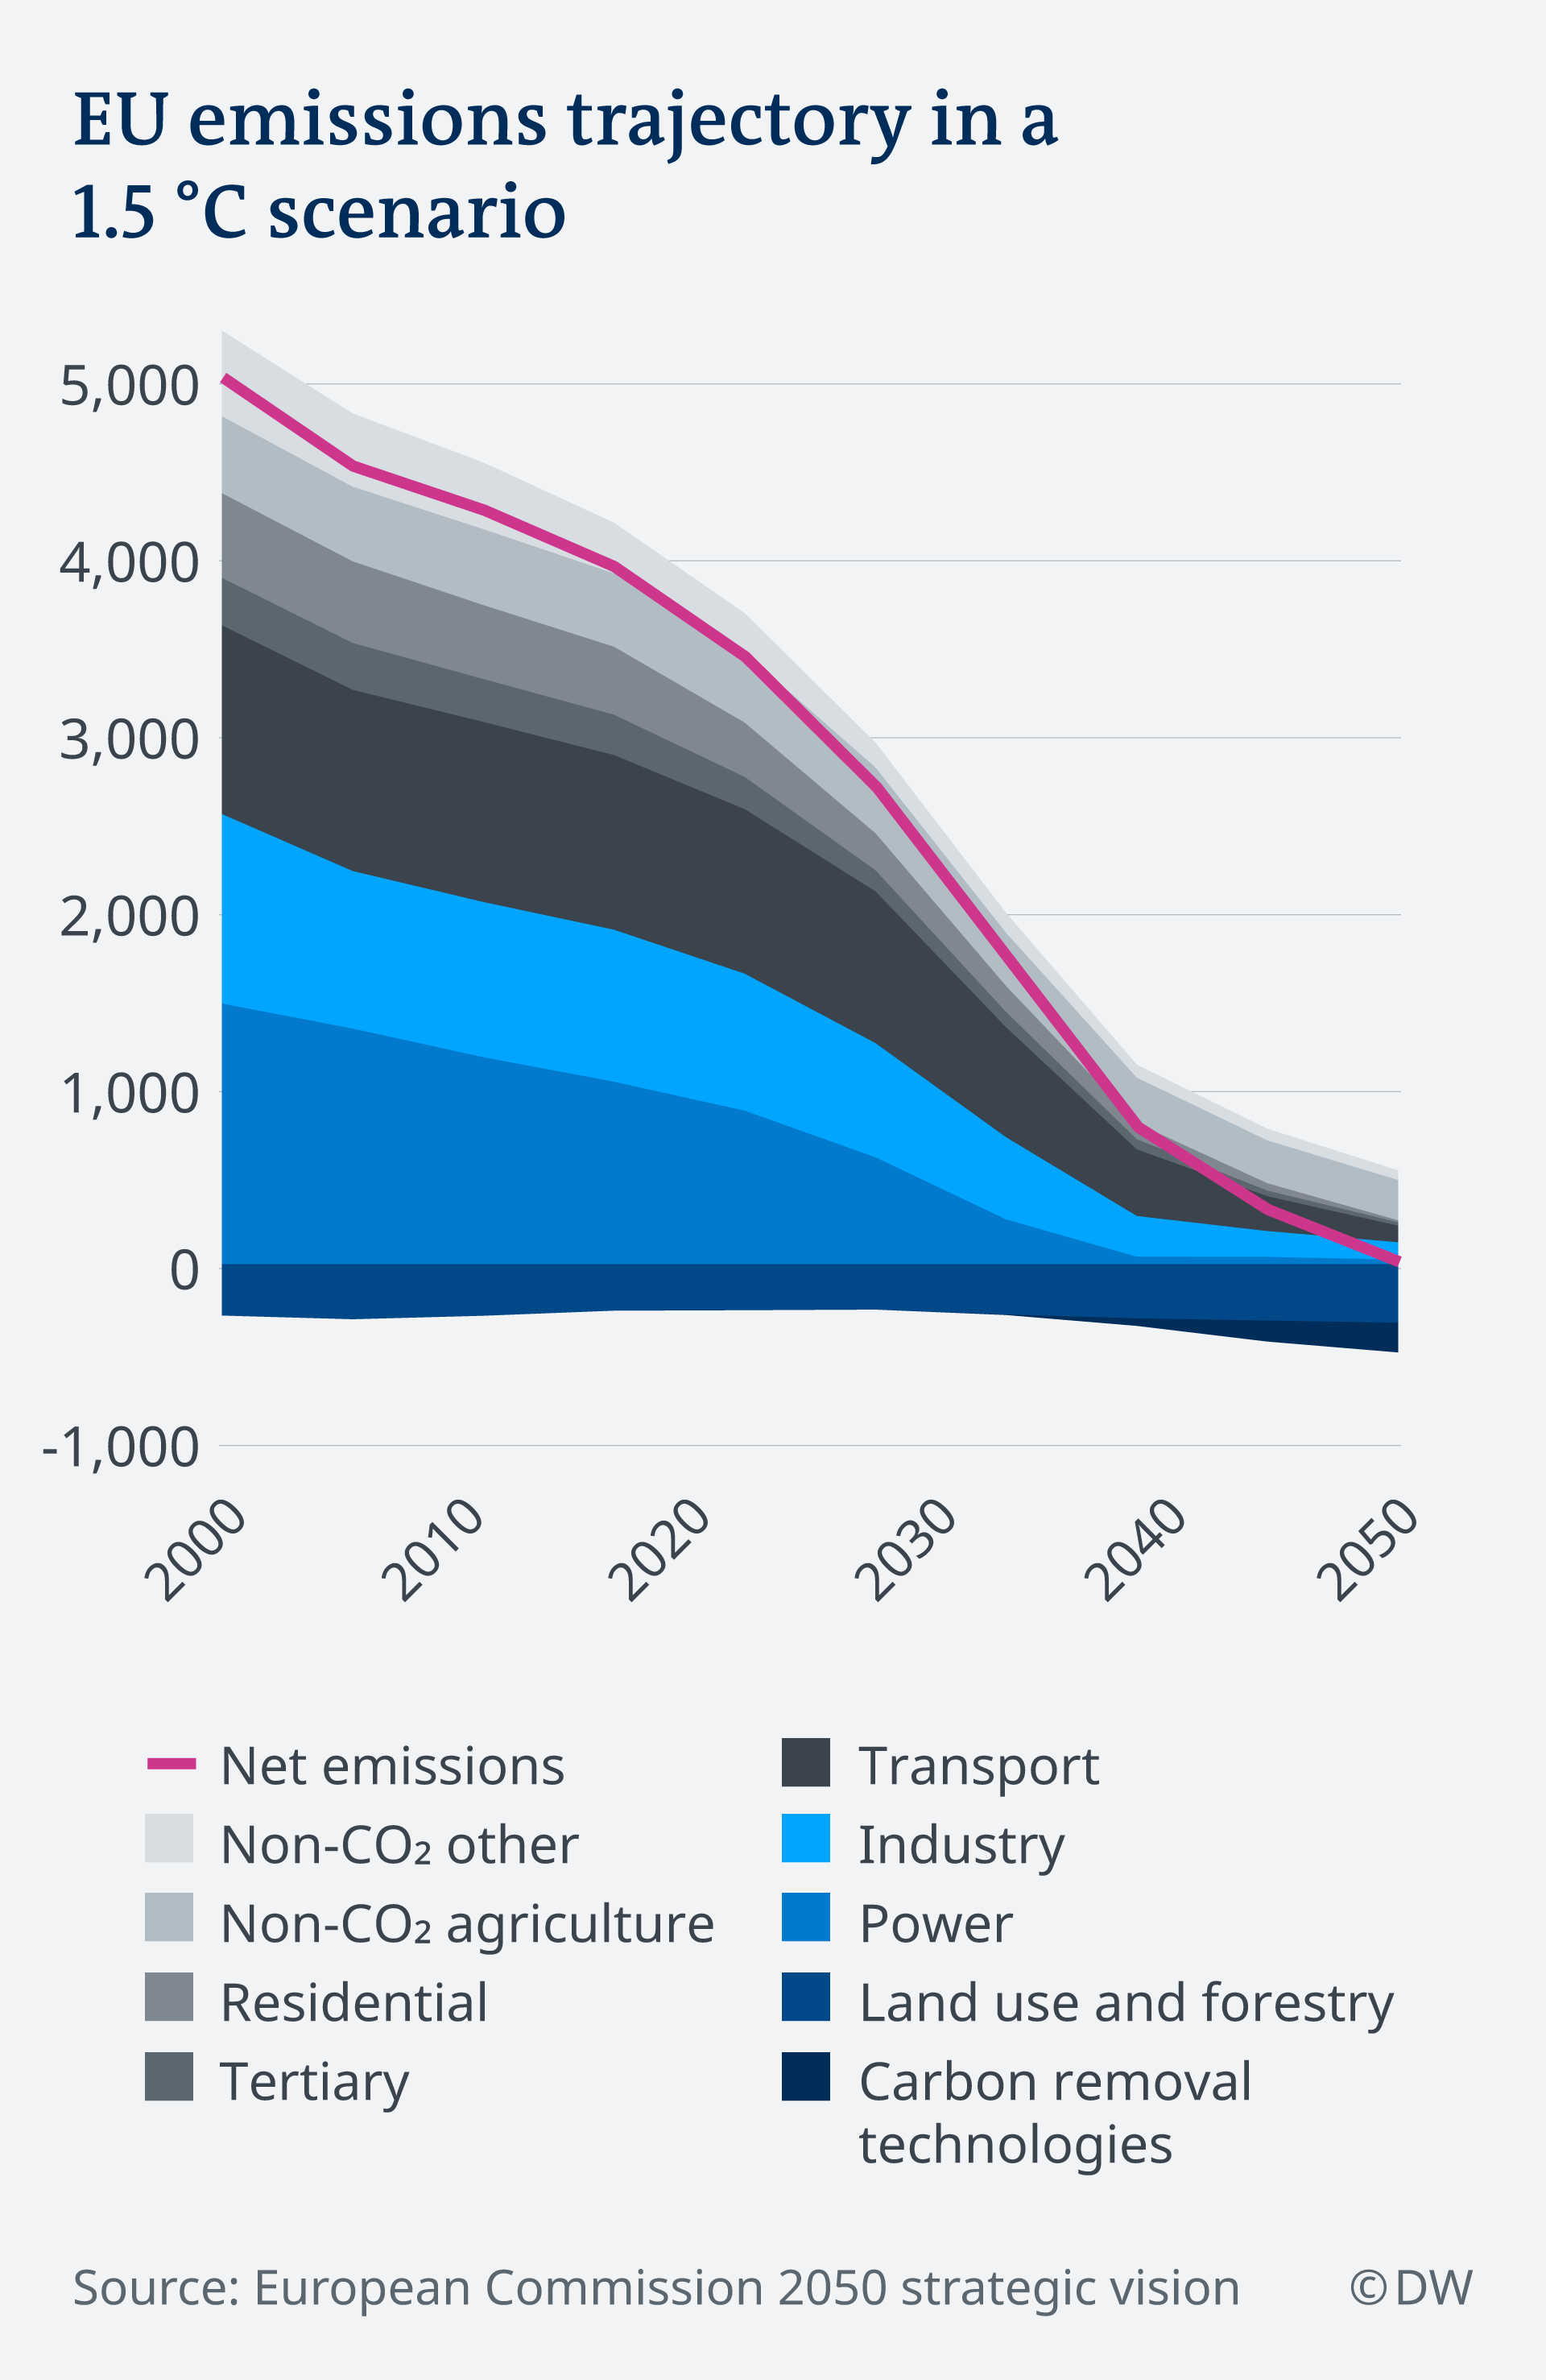 EU emissions trajectory in a
1.5 °C scenario
5,000
4,000
3,000
2,000
1,000
0
-1,000
2000
2010
2020
2030
2040
2050
Net emissions
Non-CO₂ other
Non-CO₂ agriculture
Residential
Tertiary
Transport
Industry
Power
Land use and forestry
Carbon removal
technologies
Source: European Commission 2050 strategic vision
©DW